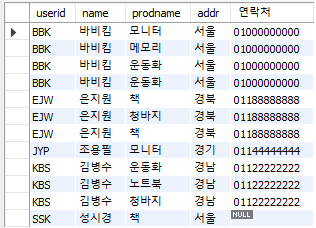 userid name prodname addr 연락처
BBK 바비킴 모니터 서울 01000000000
BBK 바비킴 메모리 서울 01000000000
BBK 바비킴 운동화 서울 01000000000
BBK 바비킴 운동화 서울 01000000000
EJW 은지원 책 경북 01188888888
EJW 은지원 청바지 경북 01188888888
EJW 은지원 책 경북 01188888888
JYP 조용필 모니터 경기 01144444444
KBS 김병수 운동화 경남 01122222222
KBS 김병수 노트북 경남 01122222222
KBS 김병수 청바지 경남 01122222222
SSK 성시경 책 서울 NULL